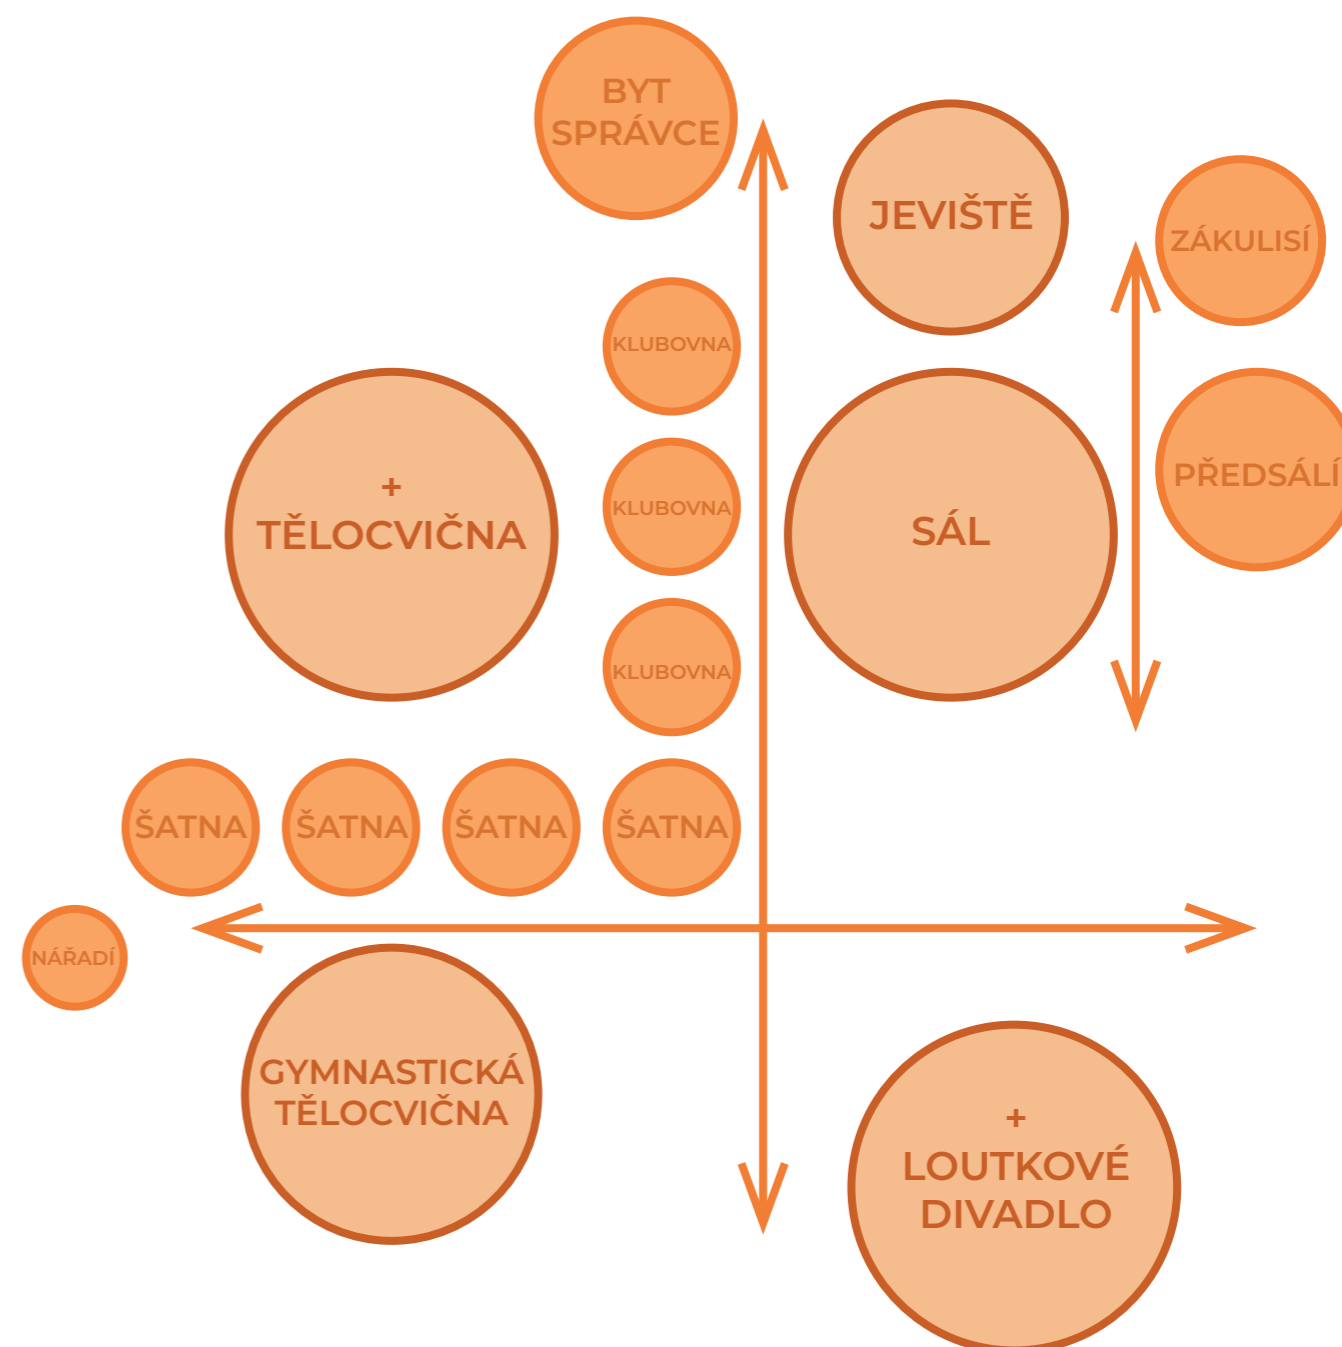 BYT
SPRÁVCE
JEVIŠTĚ
ZÁKULISÍ
KLUBOVNA
+
TĚLOCVIČNA
KLUBOVNA
SÁL
PŘEDSÁLÍ
KLUBOVNA
ŠATNA
ŠATNA
ŠATNA
ŠATNA
NÁŘADÍ
GYMNASTICKÁ
TĚLOCVIČNA
+
LOUTKOVÉ
DIVADLO